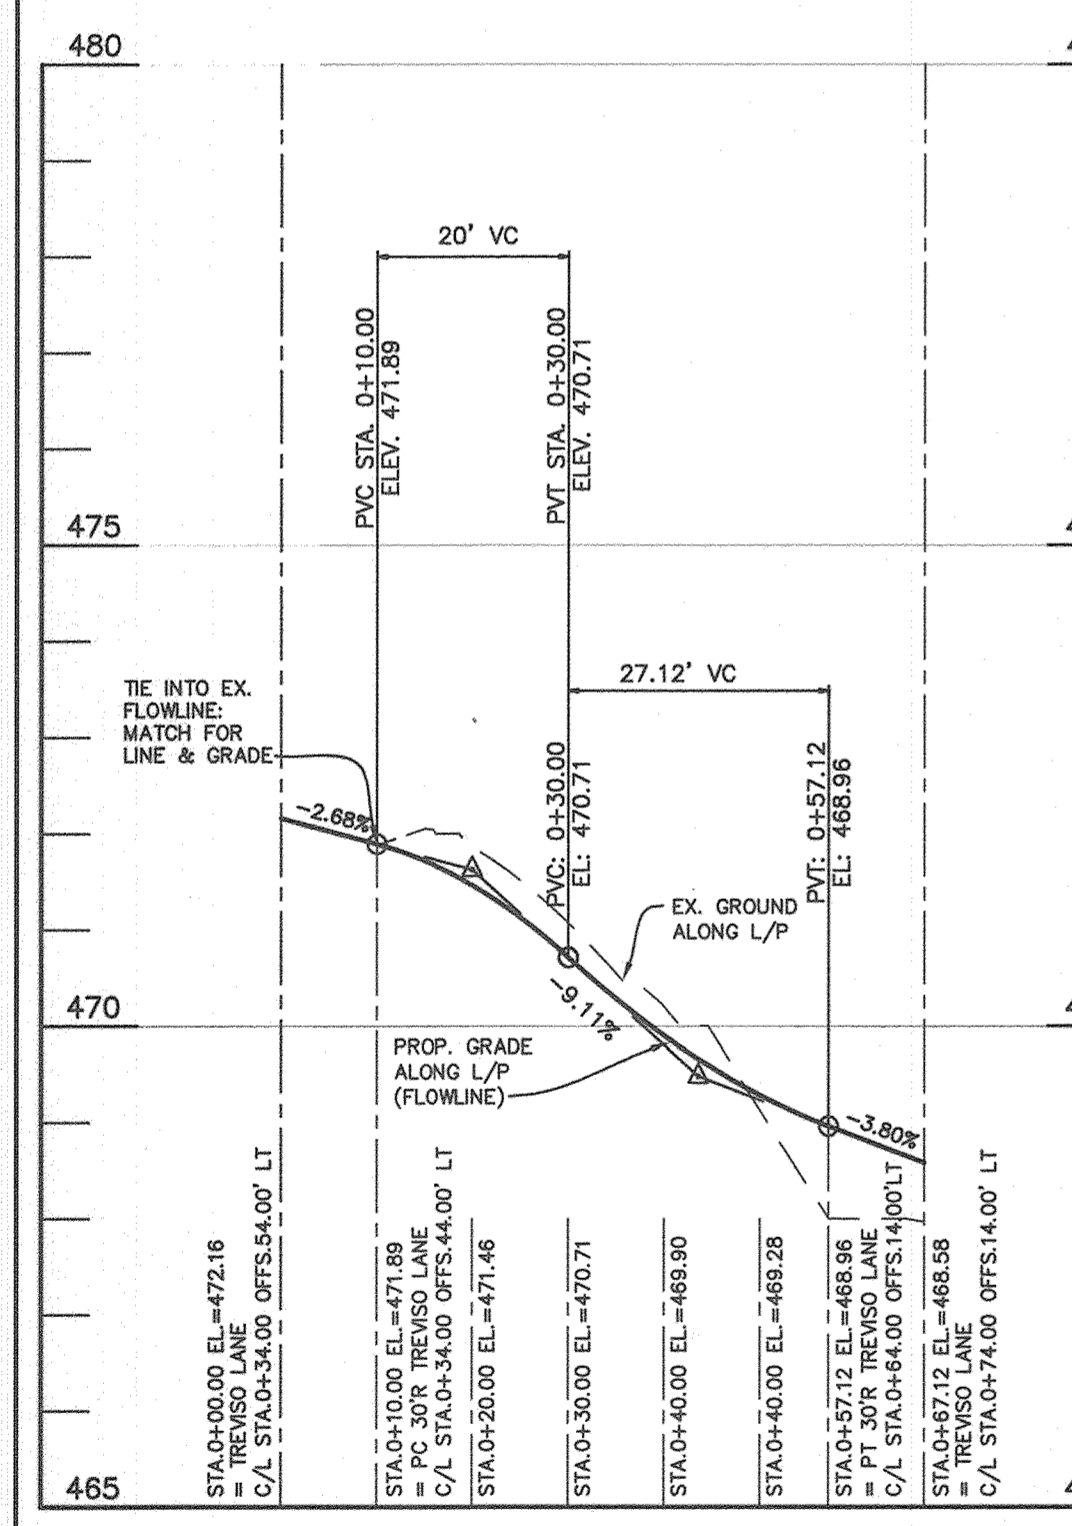 480
20' VC
PVC STA. 0+10.00
ELEV. 471.89
PVT STA. 0+30.00
ELEV. 470.71
475
27.12' VC
TIE INTO EX.
FLOWLINE:
MATCH FOR
LINE & GRADE
-2.68%
PVC: 0+30.00
EL: 470.71
PVT: 0+57.12
EL: 468.96
EX. GROUND
ALONG L/P
-9.11%
470
PROP. GRADE
ALONG L/P
(FLOWLINE)
-3.80%
STA.0+00.00 EL.=472.16
= TREVISO LANE
C/L STA.0+34.00 OFFS.54.00' LT
STA.0+10.00 EL.=471.89
= PC 30'R TREVISO LANE
C/L STA.0+34.00 OFFS.44.00' LT
STA.0+20.00 EL.=471.46
STA.0+30.00 EL.=470.71
STA.0+40.00 EL.=469.90
STA.0+40.00 EL.=469.28
STA.0+57.12 EL.=468.96
= PT 30'R TREVISO LANE
C/L STA.0+64.00 OFFS.14.00'LT
STA.0+67.12 EL.=468.58
= TREVISO LANE
C/L STA.0+74.00 OFFS.14.00' LT
465